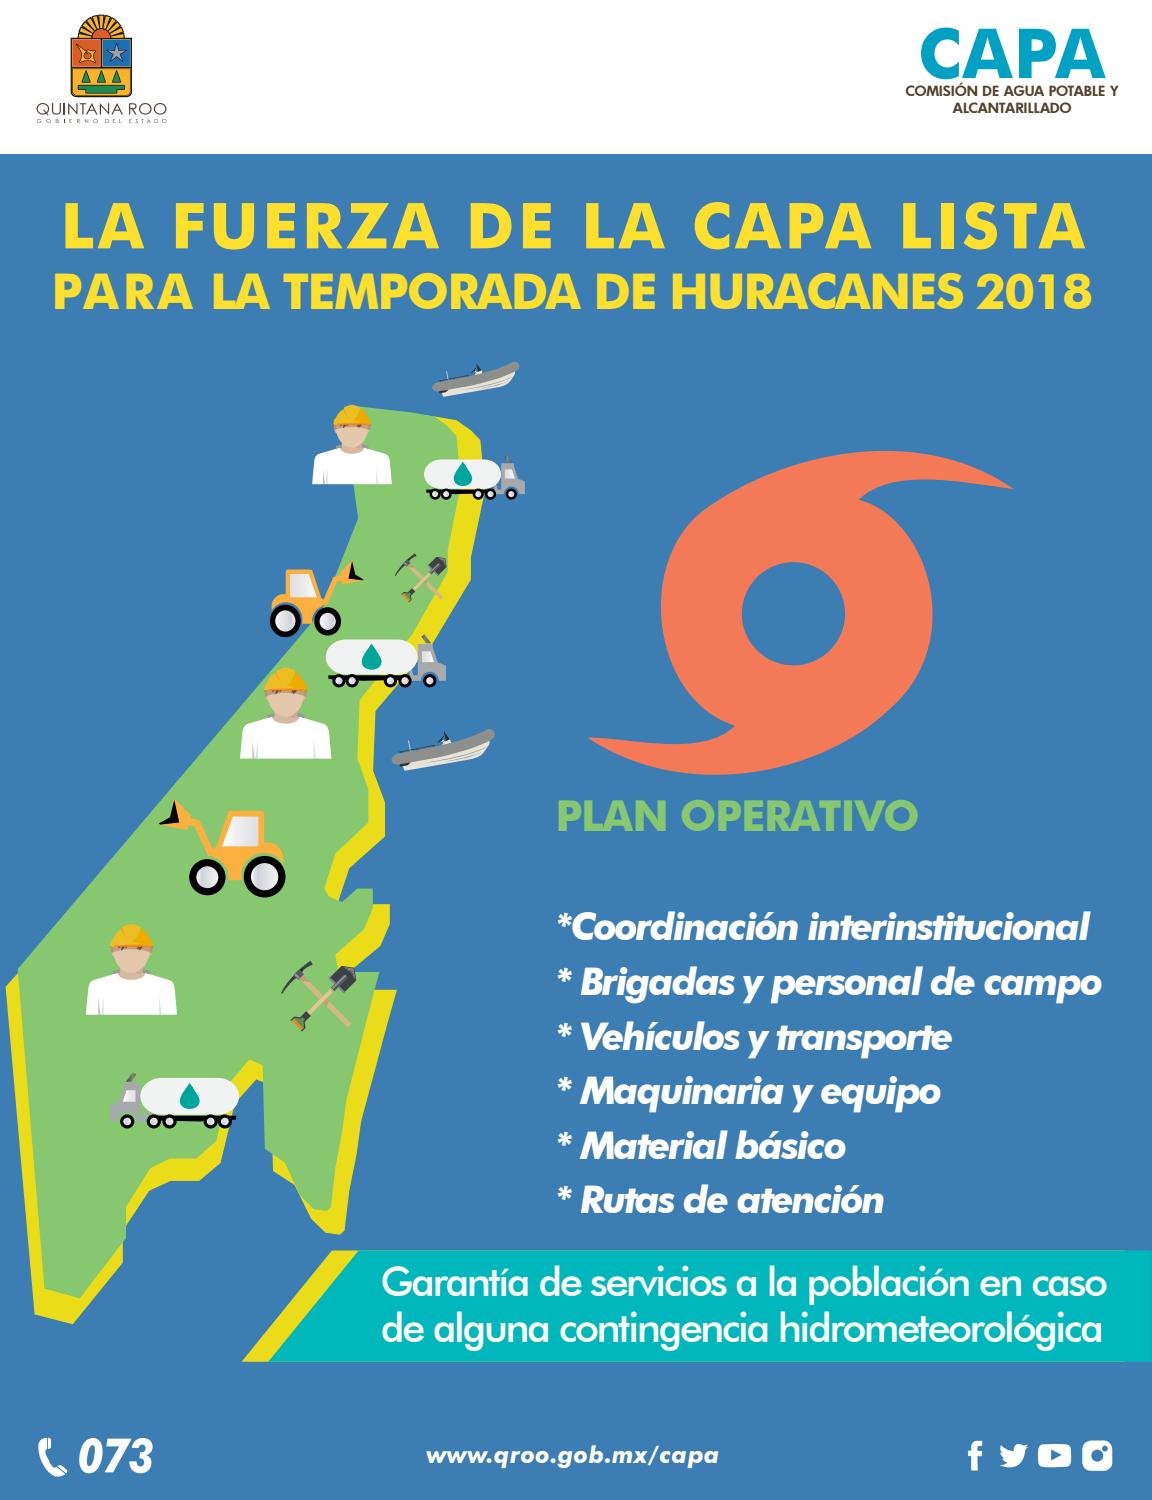 QUINTANA ROO
GOBIERNO DEL ESTADO
CAPA
COMISIÓN DE AGUA POTABLE Y
ALCANTARILLADO
LA FUERZA DE LA CAPA LISTA
PARA LA TEMPORADA DE HURACANES 2018
PLAN OPERATIVO
*Coordinación interinstitucional
* Brigadas y personal de campo
* Vehículos y transporte
* Maquinaria y equipo
* Material básico
* Rutas de atención
Garantía de servicios a la población en caso
de alguna contingencia hidrometeorológica
073
www.qroo.gob.mx/capa